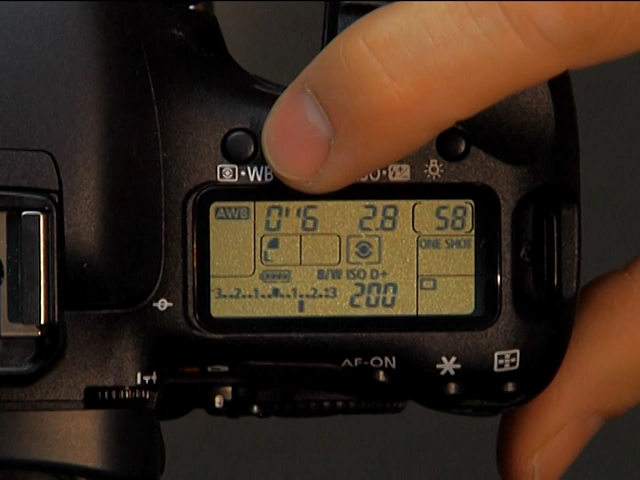 WB
AWB 0"6 2.8 [58]
L
ONE SHOT
B/W ISO D+
3..2..1..▪..1..2..:3 200
AF-ON